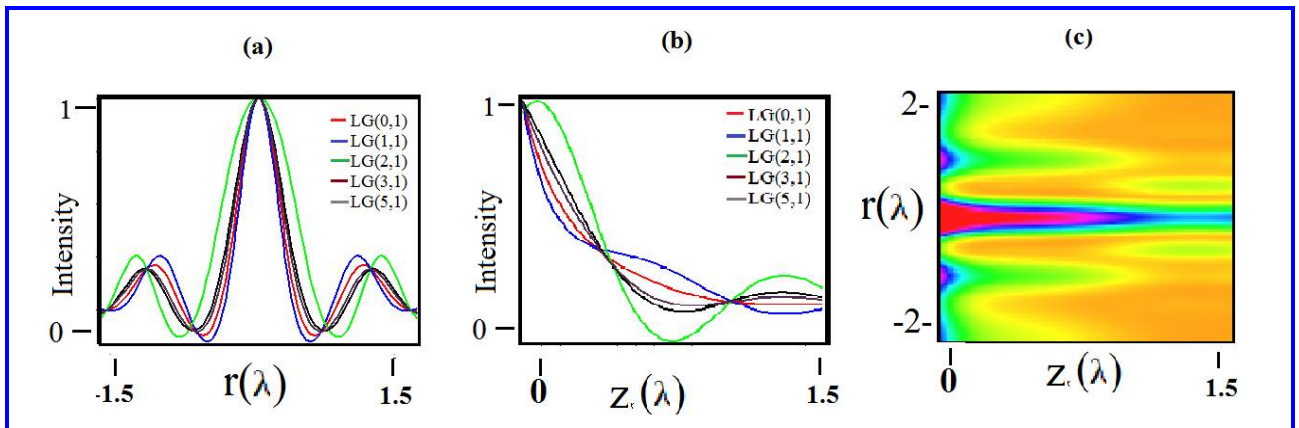 (a)
1
Intensity
0
LG(0,1)
LG(1,1)
LG(2,1)
LG(3,1)
LG(5,1)
-1.5
r(λ)
1.5
(b)
1
Intensity
0
LG(0,1)
LG(1,1)
LG(2,1)
LG(3,1)
LG(5,1)
0
Zᵣ(λ)
1.5
(c)
2-
r(λ)
-2-
0
Zᵣ(λ)
1.5